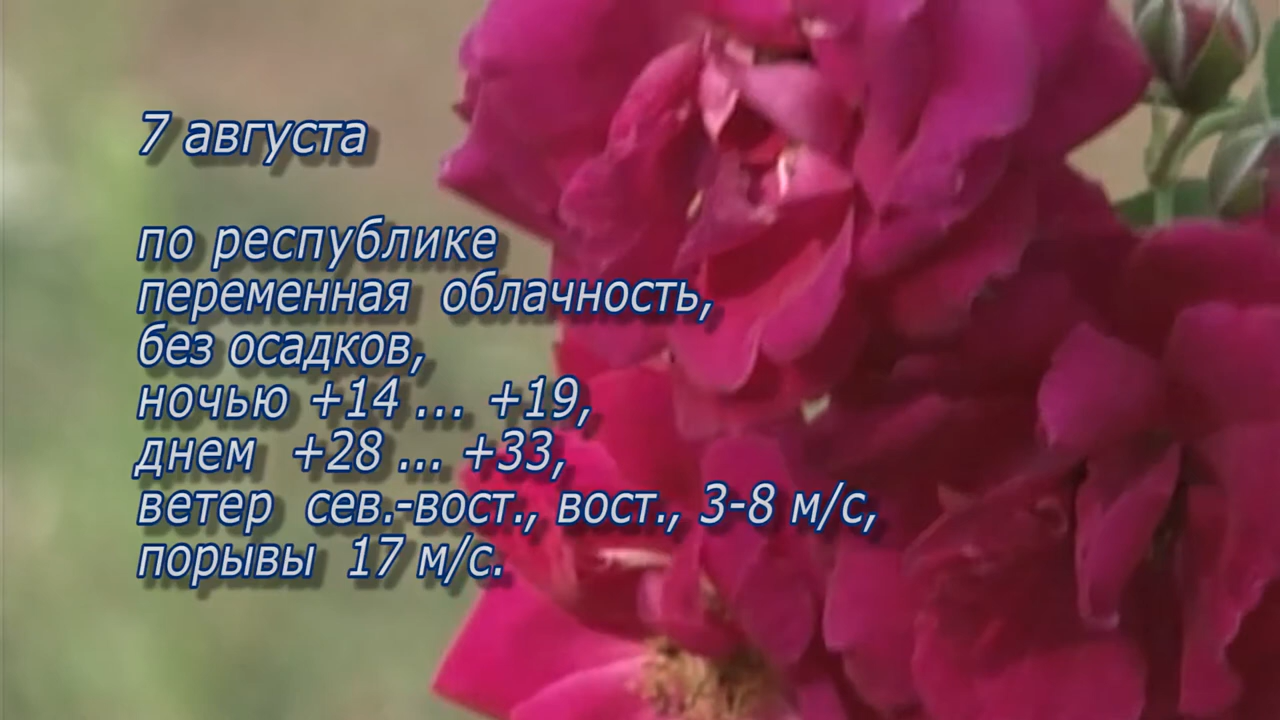 7 августа
по республике
переменная облачность,
без осадков,
ночью +14 ... +19,
днем +28 ... +33,
ветер сев.-вост., вост., 3-8 м/с,
порывы 17 м/с.